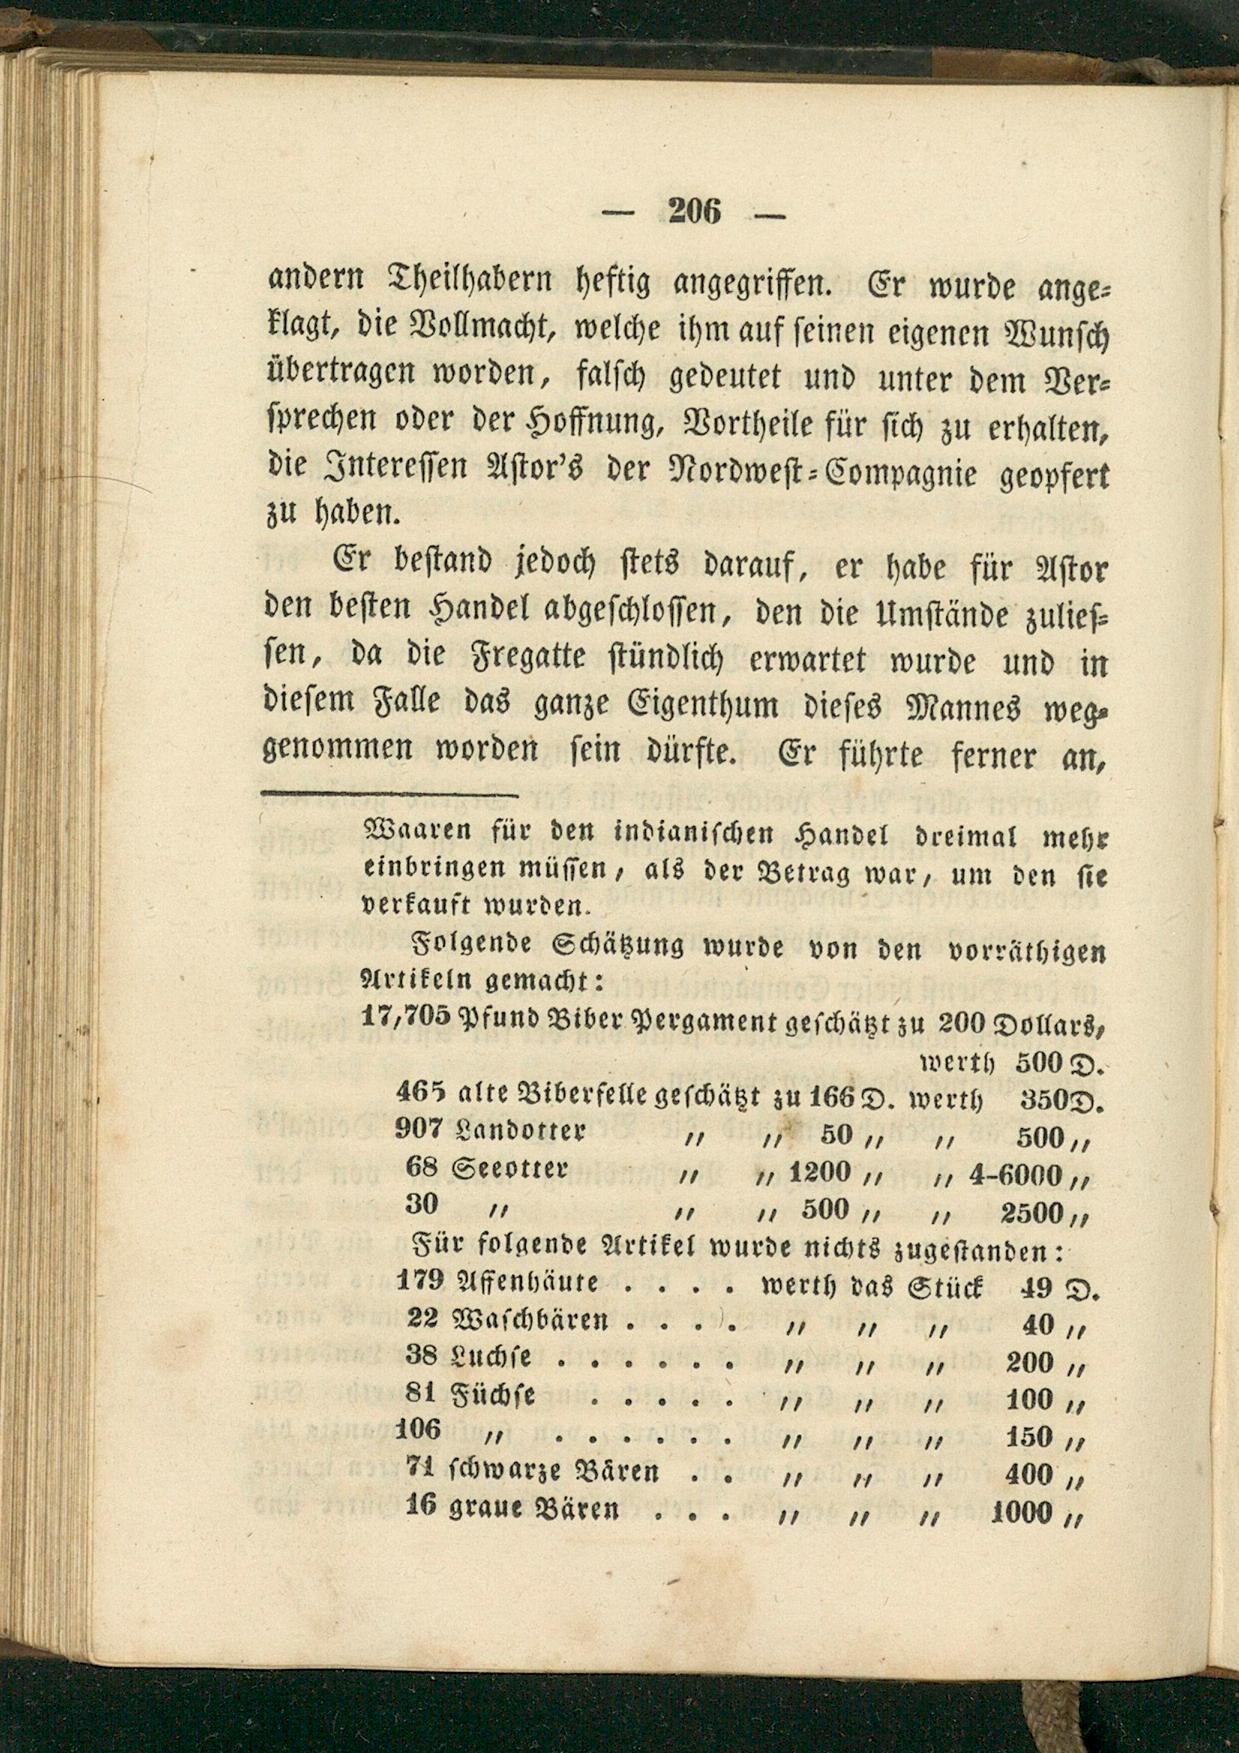 — 206 —
andern Theilhabern heftig angegriffen. Er wurde ange-
klagt, die Vollmacht, welche ihm auf seinen eigenen Wunsch
übertragen worden, falsch gedeutet und unter dem Ver-
sprechen oder der Hoffnung, Vortheile für sich zu erhalten,
die Interessen Astor's der Nordwest-Compagnie geopfert
zu haben.
Er bestand jedoch stets darauf, er habe für Astor
den besten Handel abgeschlossen, den die Umstände zulies-
sen, da die Fregatte stündlich erwartet wurde und in
diesem Falle das ganze Eigenthum dieses Mannes weg-
genommen worden sein dürfte. Er führte ferner an,
Waaren für den indianischen Handel dreimal mehr
einbringen müssen, als der Betrag war, um den sie
verkauft wurden.
Folgende Schätzung wurde von den vorräthigen
Artikeln gemacht:
17,705 Pfund Biber Pergament geschätzt zu 200 Dollars,
werth 500 D.
465 alte Biberfelle geschätzt zu 166 D. werth 350 D.
907 Landotter „ „ 50 „ „ 500 „
68 Seeotter „ „ 1200 „ „ 4-6000 „
30 „ „ „ 500 „ „ 2500 „
Für folgende Artikel wurde nichts zugestanden:
179 Affenhäute . . . . werth das Stück 49 D.
22 Waschbären . . . . „ „ „ 40 „
38 Luchse . . . . . . „ „ „ 200 „
81 Füchse . . . . . „ „ „ 100 „
106 „ . . . . . . „ „ „ 150 „
71 schwarze Bären . . „ „ „ 400 „
16 graue Bären . . . „ „ „ 1000 „